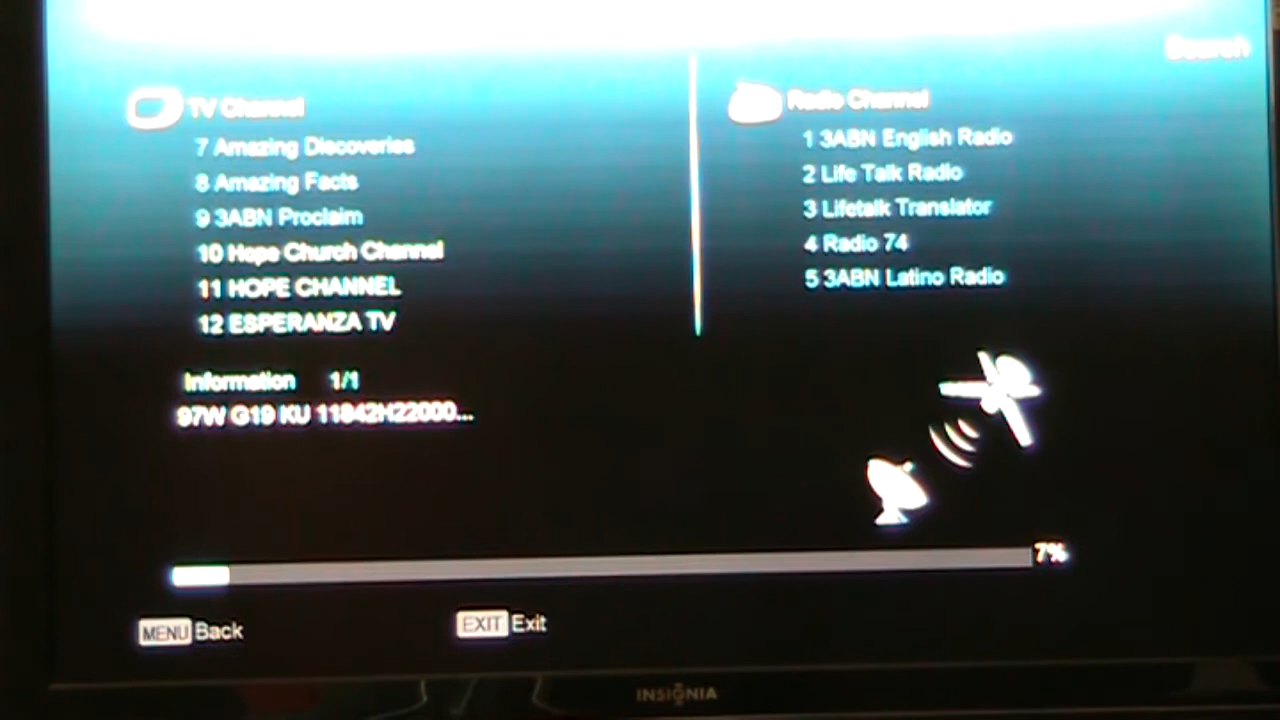 Search
TV Channel
7 Amazing Discoveries
8 Amazing Facts
9 3ABN Proclaim
10 Hope Church Channel
11 HOPE CHANNEL
12 ESPERANZA TV
Radio Channel
1 3ABN English Radio
2 Life Talk Radio
3 Lifetalk Translator
4 Radio 74
5 3ABN Latino Radio
Information 1/1
97W G19 KU 11842H22000...
7%
MENU Back
EXIT Exit
INSIGNIA